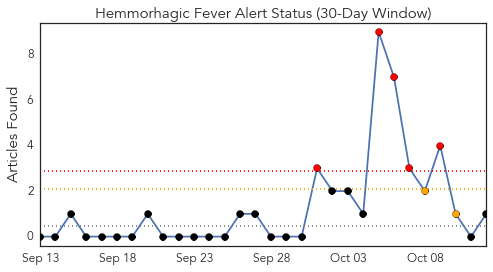 Hemmorhagic Fever Alert Status (30-Day Window)
Articles Found
8
6
4
2
0
Sep 13 Sep 18 Sep 23 Sep 28 Oct 03 Oct 08